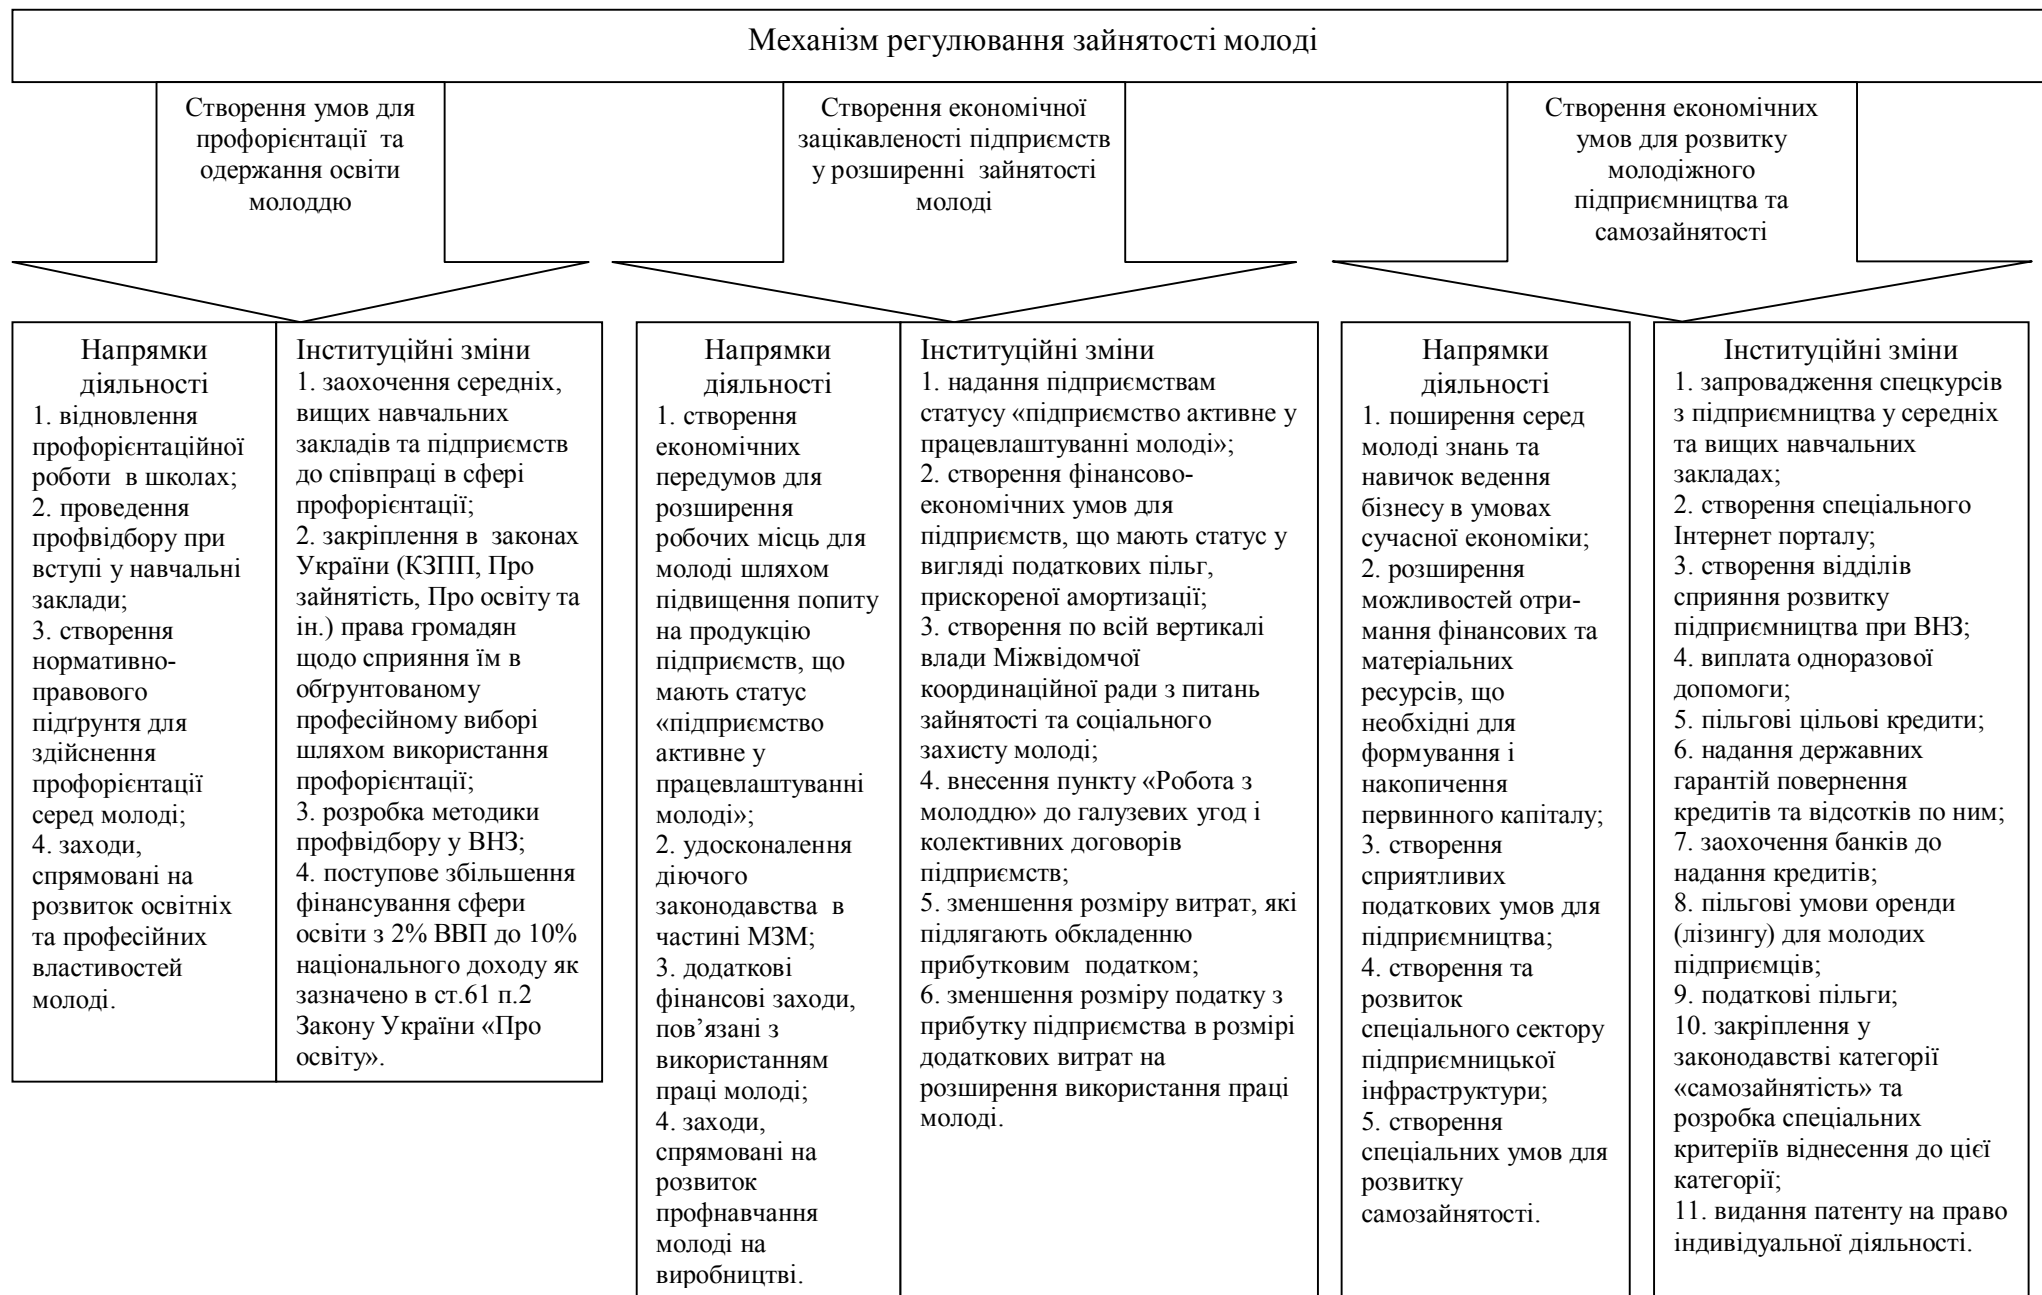 Механізм регулювання зайнятості молоді
Створення умов для
профорієнтації та
одержання освіти
молоддю
Створення економічної
зацікавленості підприємств
у розширенні зайнятості
молоді
Створення економічних
умов для розвитку
молодіжного
підприємництва та
самозайнятості
Напрямки
діяльності
1. відновлення
профорієнтаційної
роботи в школах;
2. проведення
профвідбору при
вступі у навчальні
заклади;
3. створення
нормативно-
правового
підґрунтя для
здійснення
профорієнтації
серед молоді;
4. заходи,
спрямовані на
розвиток освітніх
та професійних
властивостей
молоді.
Інституційні зміни
1. заохочення середніх,
вищих навчальних
закладів та підприємств
до співпраці в сфері
профорієнтації;
2. закріплення в законах
України (КЗПП, Про
зайнятість, Про освіту та
ін.) права громадян
щодо сприяння їм в
обґрунтованому
професійному виборі
шляхом використання
профорієнтації;
3. розробка методики
профвідбору у ВНЗ;
4. поступове збільшення
фінансування сфери
освіти з 2% ВВП до 10%
національного доходу як
зазначено в ст.61 п.2
Закону України «Про
освіту».
Напрямки
діяльності
1. створення
економічних
передумов для
розширення
робочих місць для
молоді шляхом
підвищення попиту
на продукцію
підприємств, що
мають статус
«підприємство
активне у
працевлаштуванні
молоді»;
2. удосконалення
діючого
законодавства в
частині МЗМ;
3. додаткові
фінансові заходи,
пов’язані з
використанням
праці молоді;
4. заходи,
спрямовані на
розвиток
профнавчання
молоді на
виробництві.
Інституційні зміни
1. надання підприємствам
статусу «підприємство активне у
працевлаштуванні молоді»;
2. створення фінансово-
економічних умов для
підприємств, що мають статус у
вигляді податкових пільг,
прискореної амортизації;
3. створення по всій вертикалі
влади Міжвідомчої
координаційної ради з питань
зайнятості та соціального
захисту молоді;
4. внесення пункту «Робота з
молоддю» до галузевих угод і
колективних договорів
підприємств;
5. зменшення розміру витрат, які
підлягають обкладенню
прибутковим податком;
6. зменшення розміру податку з
прибутку підприємства в розмірі
додаткових витрат на
розширення використання праці
молоді.
Напрямки
діяльності
1. поширення серед
молоді знань та
навичок ведення
бізнесу в умовах
сучасної економіки;
2. розширення
можливостей отри-
мання фінансових та
матеріальних
ресурсів, що
необхідні для
формування і
накопичення
первинного капіталу;
3. створення
сприятливих
податкових умов для
підприємництва;
4. створення та
розвиток
спеціального сектору
підприємницької
інфраструктури;
5. створення
спеціальних умов для
розвитку
самозайнятості.
Інституційні зміни
1. запровадження спецкурсів
з підприємництва у середніх
та вищих навчальних
закладах;
2. створення спеціального
Інтернет порталу;
3. створення відділів
сприяння розвитку
підприємництва при ВНЗ;
4. виплата одноразової
допомоги;
5. пільгові цільові кредити;
6. надання державних
гарантій повернення
кредитів та відсотків по ним;
7. заохочення банків до
надання кредитів;
8. пільгові умови оренди
(лізингу) для молодих
підприємців;
9. податкові пільги;
10. закріплення у
законодавстві категорії
«самозайнятість» та
розробка спеціальних
критеріїв віднесення до цієї
категорії;
11. видання патенту на право
індивідуальної діяльності.